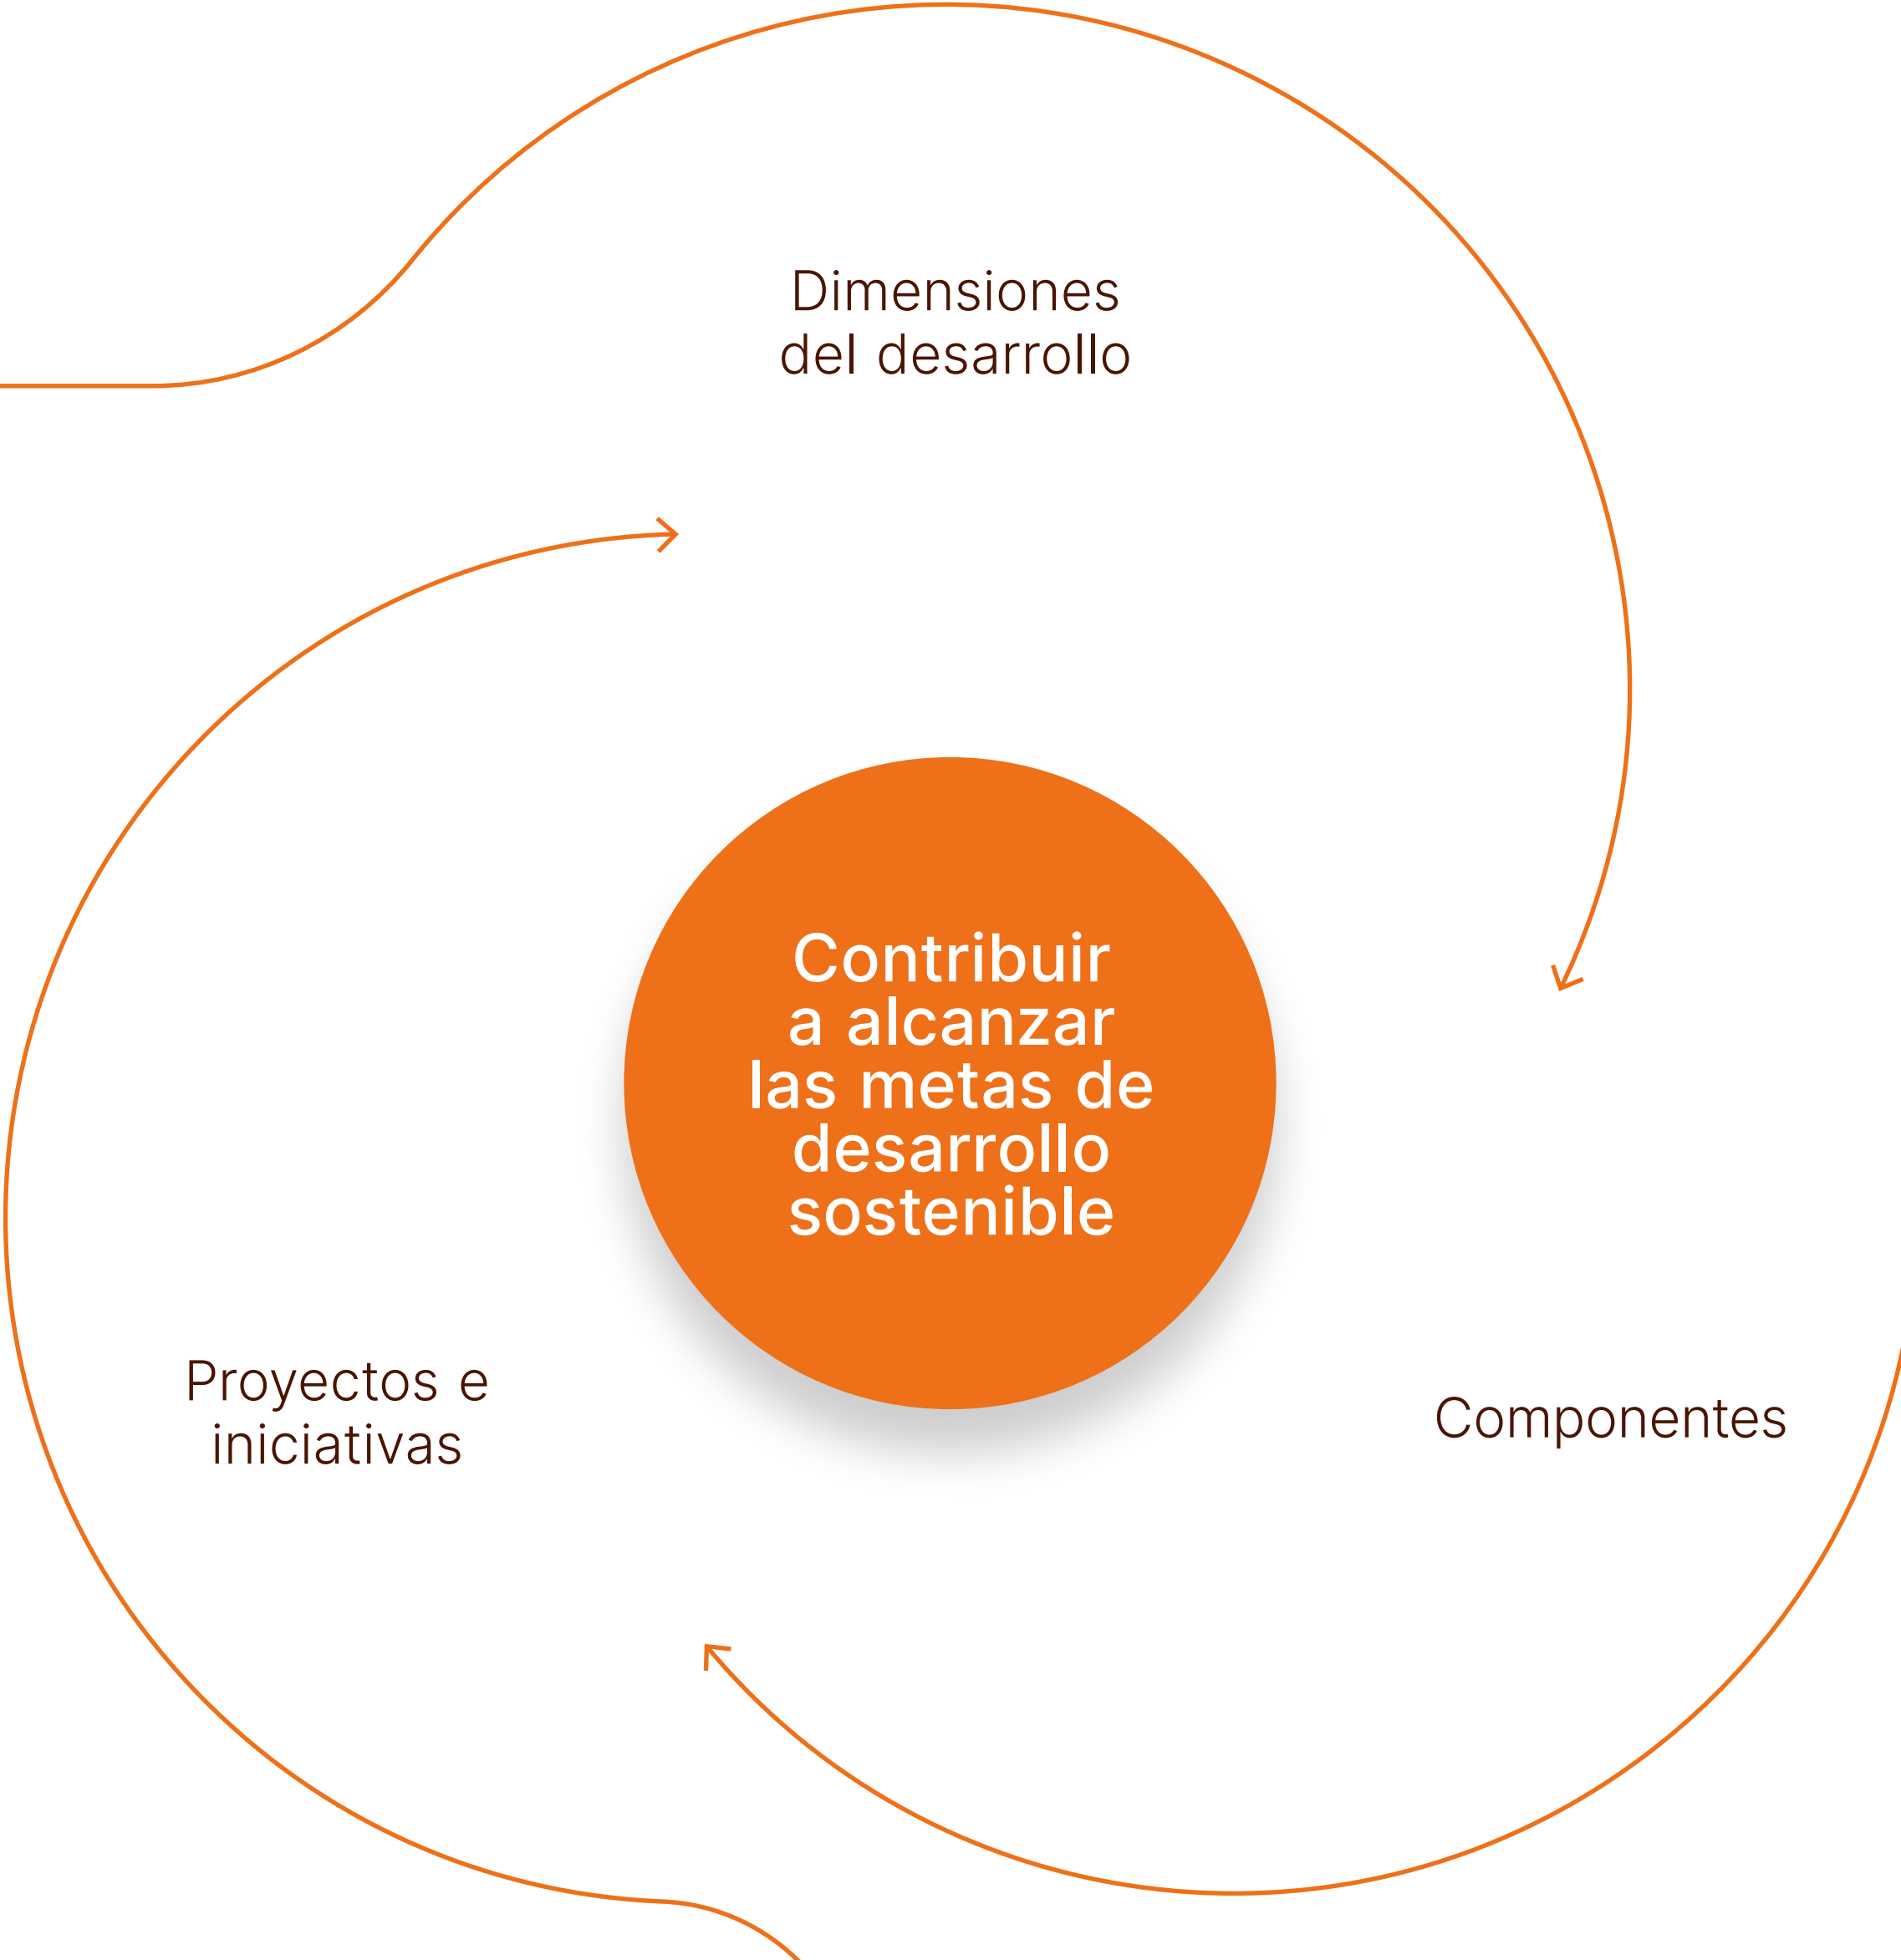 Dimensiones
del desarrollo
Contribuir
a alcanzar
las metas de
desarrollo
sostenible
Proyectos e
iniciativas
Componentes